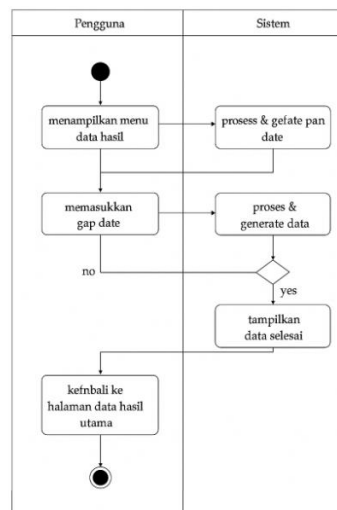 Pengguna
Sistem
menampilkan menu
data hasil
prosess & gefate pan
date
memasukkan
gap date
proses &
generate data
no
yes
tampilkan
data selesai
kefnbali ke
halaman data hasil
utama